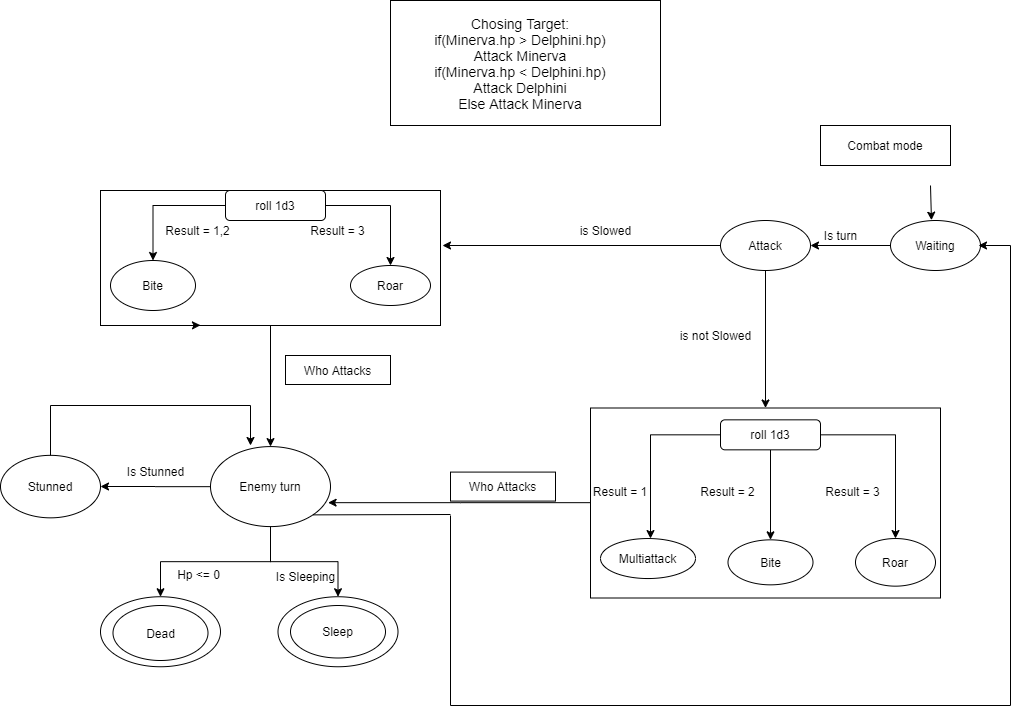 Chosing Target:
if(Minerva.hp > Delphini.hp)
Attack Minerva
if(Minerva.hp < Delphini.hp)
Attack Delphini
Else Attack Minerva
Combat mode
roll 1d3
Result = 1,2
Result = 3
Bite
Roar
is Slowed
Attack
Is turn
Waiting
is not Slowed
Who Attacks
roll 1d3
Result = 1
Result = 2
Result = 3
Multiattack
Bite
Roar
Stunned
Is Stunned
Enemy turn
Who Attacks
Hp <= 0
Is Sleeping
Dead
Sleep